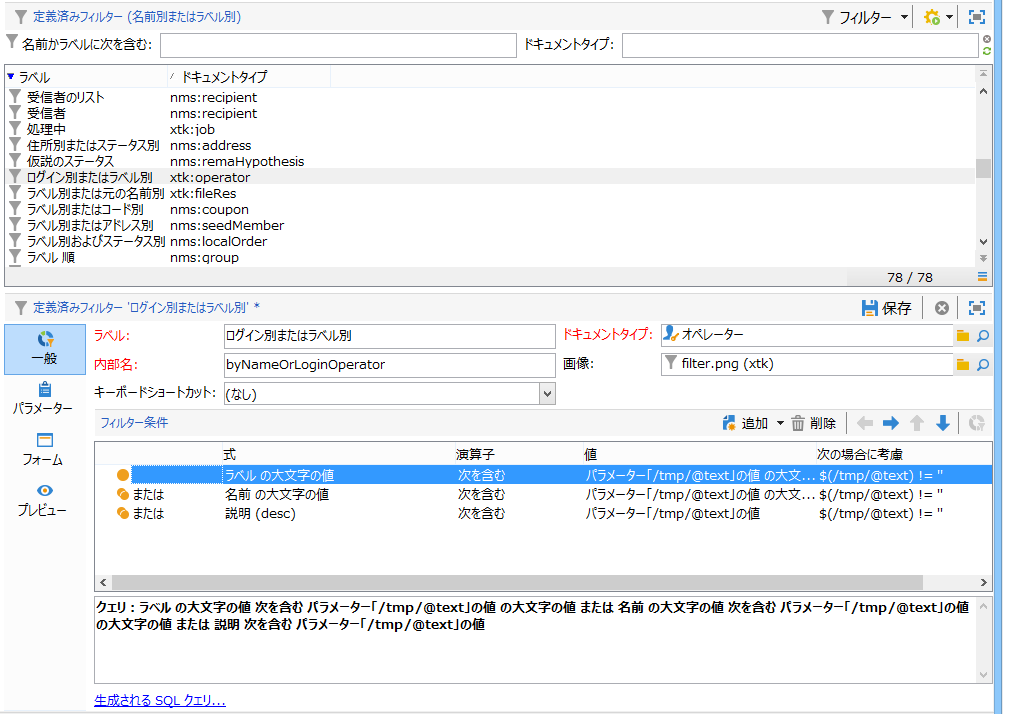 定義済みフィルター (名前別またはラベル別) フィルター
名前かラベルに次を含む: ドキュメントタイプ:
ラベル ドキュメントタイプ
受信者のリスト nms:recipient
受信者 nms:recipient
処理中 xtk:job
住所別またはステータス別 nms:address
仮説のステータス nms:remaHypothesis
ログイン別またはラベル別 xtk:operator
ラベル別または元の名前別 xtk:fileRes
ラベル別またはコード別 nms:coupon
ラベル別またはアドレス別 nms:seedMember
ラベル別およびステータス別 nms:localOrder
ラベル 順 nms:group
78 / 78
定義済みフィルター 'ログイン別またはラベル別' * 保存
一般
パラメーター
フォーム
プレビュー
ラベル: ログイン別またはラベル別 ドキュメントタイプ: オペレーター
内部名: byNameOrLoginOperator 画像: filter.png (xtk)
キーボードショートカット: (なし)
フィルター条件 追加 削除
式 演算子 値 次の場合に考慮
ラベル の大文字の値 次を含む パラメーター「/tmp/@text」の値 の大文... $(/tmp/@text) != ''
または 名前 の大文字の値 次を含む パラメーター「/tmp/@text」の値 の大文... $(/tmp/@text) != ''
または 説明 (desc) 次を含む パラメーター「/tmp/@text」の値 $(/tmp/@text) != ''
クエリ : ラベル の大文字の値 次を含む パラメーター「/tmp/@text」の値 の大文字の値 または 名前 の大文字の値 次を含む パラメーター「/tmp/@text」の値
の大文字の値 または 説明 次を含む パラメーター「/tmp/@text」の値
生成される SQL クエリ...